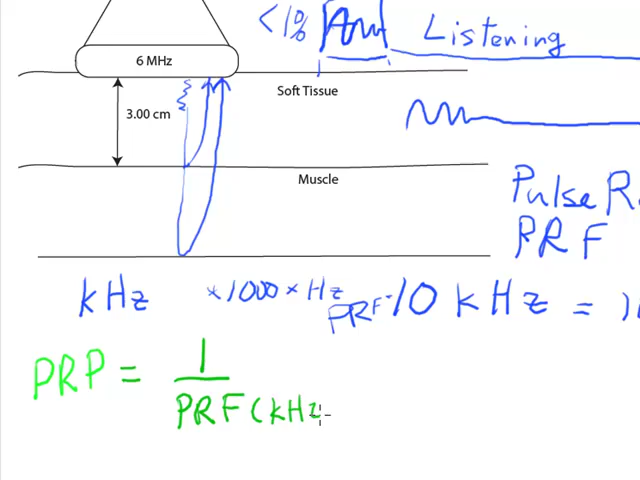 <1% Listening
6 MHz
Soft Tissue
3.00 cm
Muscle
Pulse R
PRF
kHz ×1000 × Hz
PRF 10 kHz = 1
PRP = 1
PRF (kHz